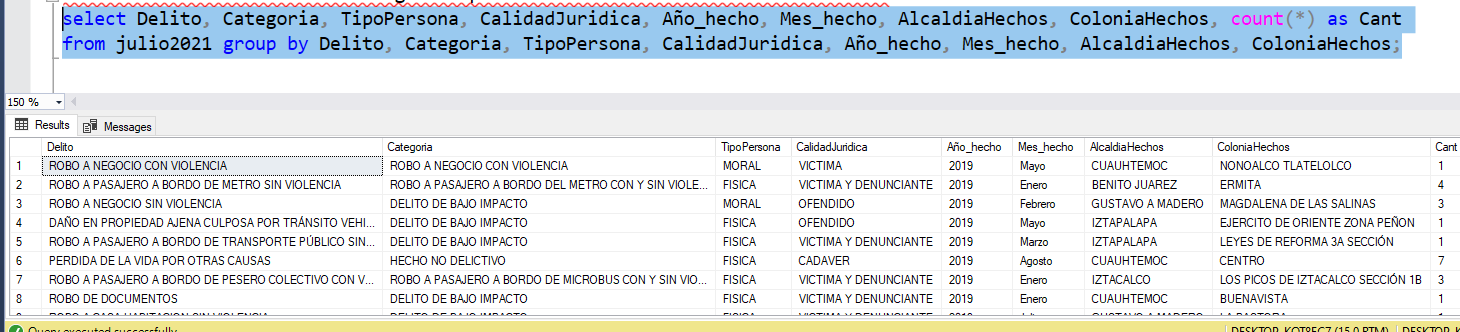 select Delito, Categoria, TipoPersona, CalidadJuridica, Año_hecho, Mes_hecho, AlcaldiaHechos, ColoniaHechos, count(*) as Cant
from julio2021 group by Delito, Categoria, TipoPersona, CalidadJuridica, Año_hecho, Mes_hecho, AlcaldiaHechos, ColoniaHechos;
150 %
Results Messages
Delito Categoria TipoPersona CalidadJuridica Año_hecho Mes_hecho AlcaldiaHechos ColoniaHechos Cant
1 ROBO A NEGOCIO CON VIOLENCIA ROBO A NEGOCIO CON VIOLENCIA MORAL VICTIMA 2019 Mayo CUAUHTEMOC NONOALCO TLATELOLCO 1
2 ROBO A PASAJERO A BORDO DE METRO SIN VIOLENCIA ROBO A PASAJERO A BORDO DEL METRO CON Y SIN VIOLE... FISICA VICTIMA Y DENUNCIANTE 2019 Enero BENITO JUAREZ ERMITA 4
3 ROBO A NEGOCIO SIN VIOLENCIA DELITO DE BAJO IMPACTO MORAL OFENDIDO 2019 Febrero GUSTAVO A MADERO MAGDALENA DE LAS SALINAS 3
4 DAÑO EN PROPIEDAD AJENA CULPOSA POR TRÁNSITO VEHI... DELITO DE BAJO IMPACTO FISICA OFENDIDO 2019 Mayo IZTAPALAPA EJERCITO DE ORIENTE ZONA PEÑON 1
5 ROBO A PASAJERO A BORDO DE TRANSPORTE PÚBLICO SIN... DELITO DE BAJO IMPACTO FISICA VICTIMA Y DENUNCIANTE 2019 Marzo IZTAPALAPA LEYES DE REFORMA 3A SECCIÓN 1
6 PERDIDA DE LA VIDA POR OTRAS CAUSAS HECHO NO DELICTIVO FISICA CADAVER 2019 Agosto CUAUHTEMOC CENTRO 7
7 ROBO A PASAJERO A BORDO DE PESERO COLECTIVO CON V... ROBO A PASAJERO A BORDO DE MICROBUS CON Y SIN VIO... FISICA VICTIMA Y DENUNCIANTE 2019 Enero IZTACALCO LOS PICOS DE IZTACALCO SECCIÓN 1B 3
8 ROBO DE DOCUMENTOS DELITO DE BAJO IMPACTO FISICA VICTIMA Y DENUNCIANTE 2019 Enero CUAUHTEMOC BUENAVISTA 1
Query executed successfully